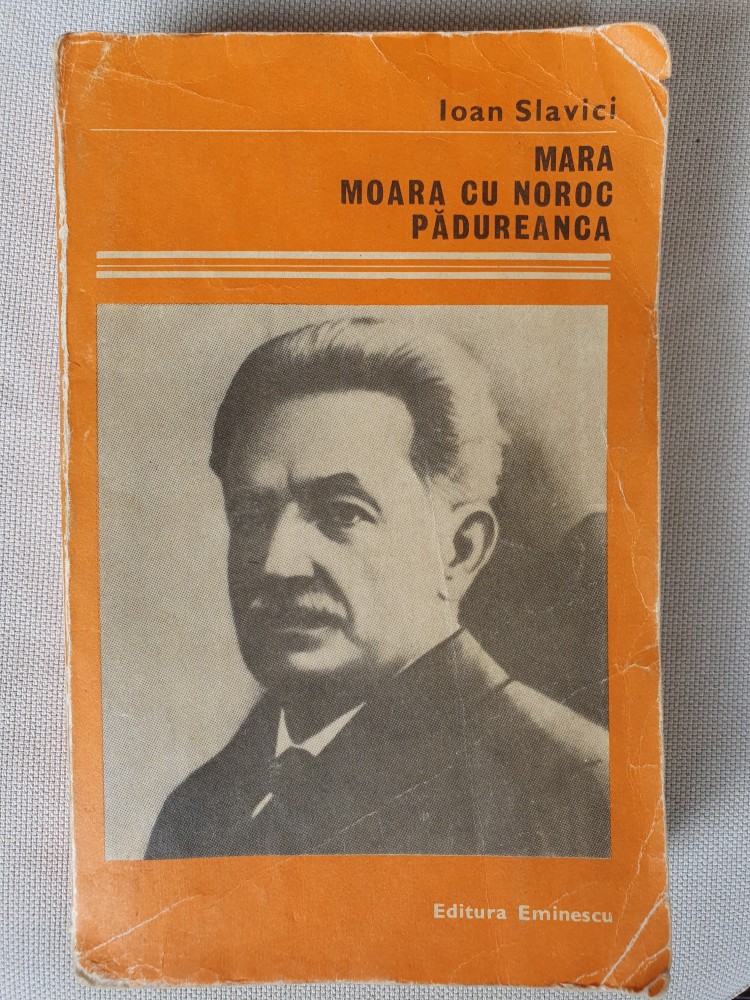 Ioan Slavici
MARA
MOARA CU NOROC
PĂDUREANCA
Editura Eminescu